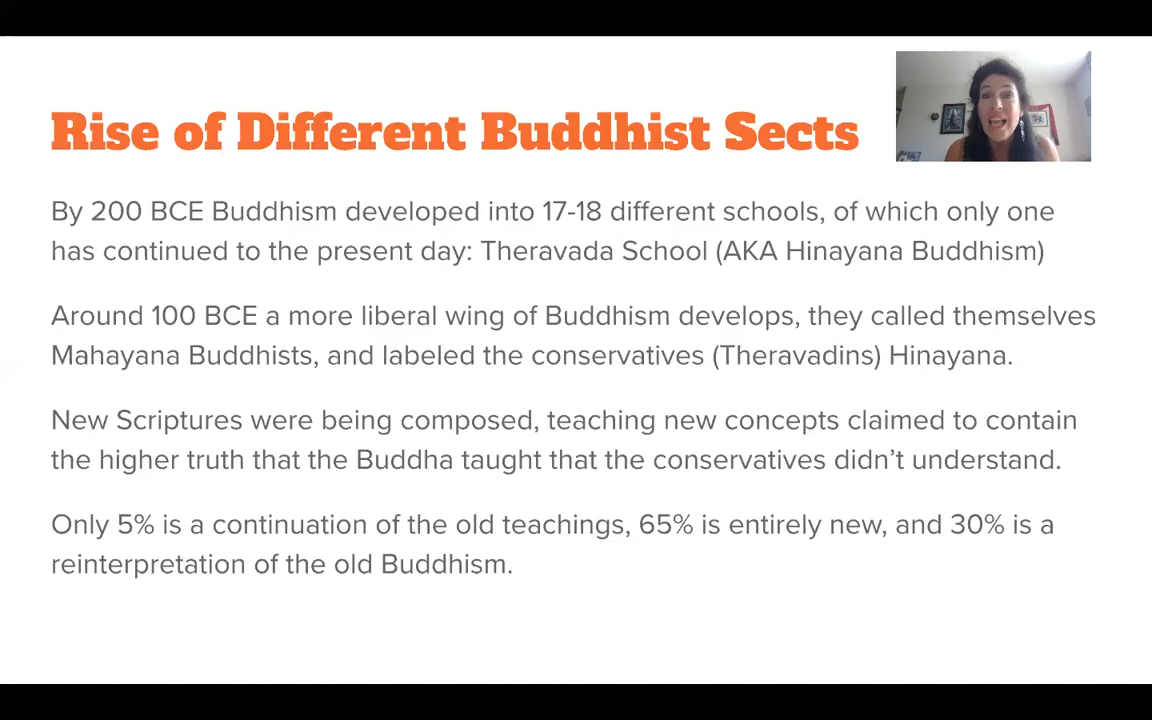 Rise of Different Buddhist Sects
By 200 BCE Buddhism developed into 17-18 different schools, of which only one
has continued to the present day: Theravada School (AKA Hinayana Buddhism)
Around 100 BCE a more liberal wing of Buddhism develops, they called themselves
Mahayana Buddhists, and labeled the conservatives (Theravadins) Hinayana.
New Scriptures were being composed, teaching new concepts claimed to contain
the higher truth that the Buddha taught that the conservatives didn’t understand.
Only 5% is a continuation of the old teachings, 65% is entirely new, and 30% is a
reinterpretation of the old Buddhism.